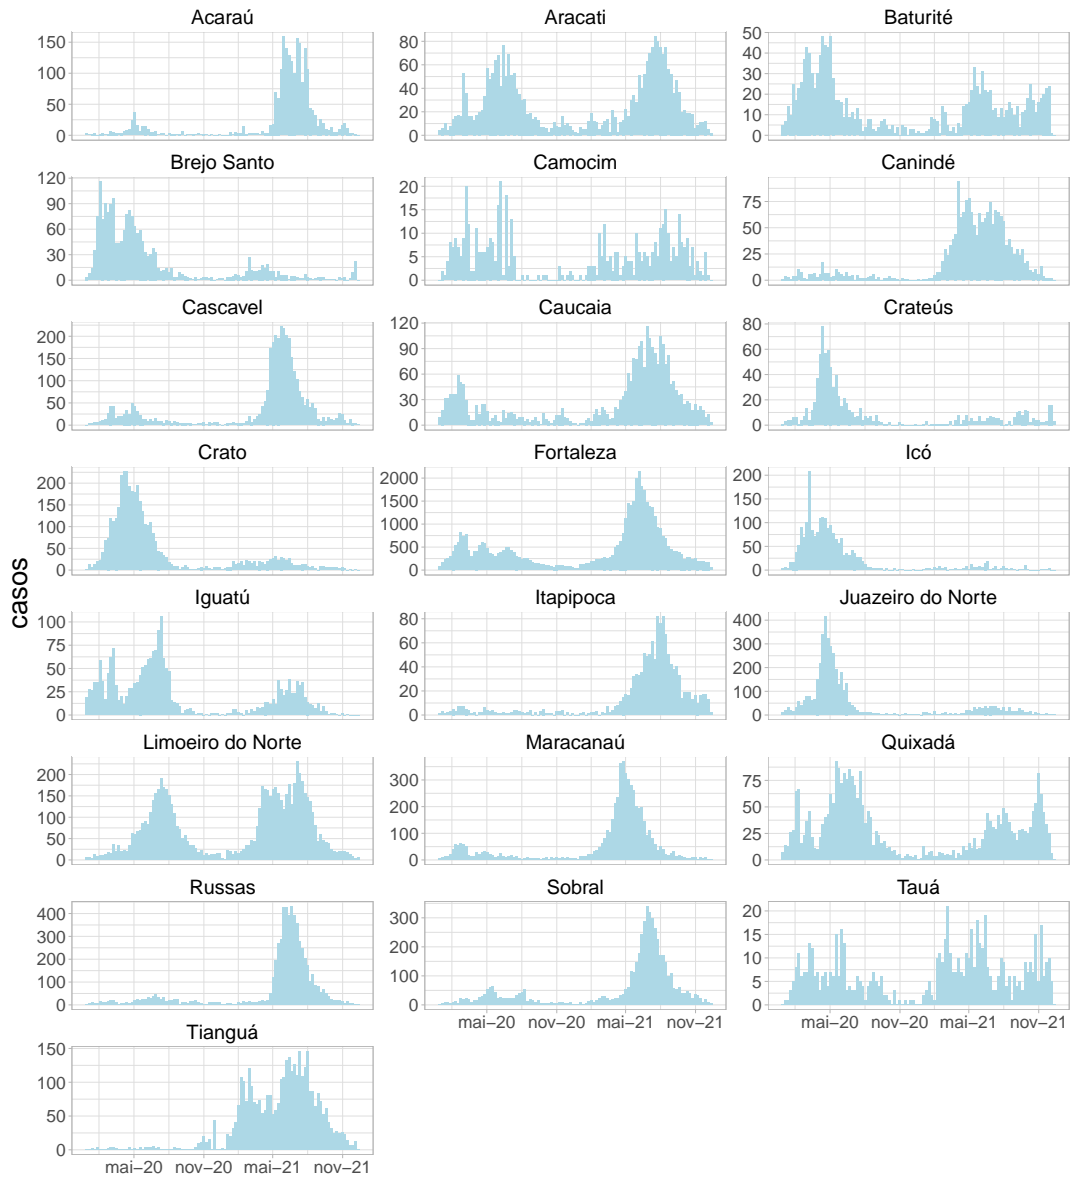 Acaraú Aracati Baturité
150 100 50 0
80 60 40 20 0
50 40 30 20 10 0
Brejo Santo Camocim Canindé
120 90 60 30 0
20 15 10 5 0
75 50 25 0
Cascavel Caucaia Crateús
200 150 100 50 0
120 90 60 30 0
80 60 40 20 0
Crato Fortaleza Icó
200 150 100 50 0
2000 1500 1000 500 0
200 150 100 50 0
casos
Iguatú Itapipoca Juazeiro do Norte
100 75 50 25 0
80 60 40 20 0
400 300 200 100 0
Limoeiro do Norte Maracanaú Quixadá
200 150 100 50 0
300 200 100 0
75 50 25 0
Russas Sobral Tauá
400 300 200 100 0
300 200 100 0
20 15 10 5 0
mai–20 nov–20 mai–21 nov–21 mai–20 nov–20 mai–21 nov–21
Tianguá
150 100 50 0
mai–20 nov–20 mai–21 nov–21